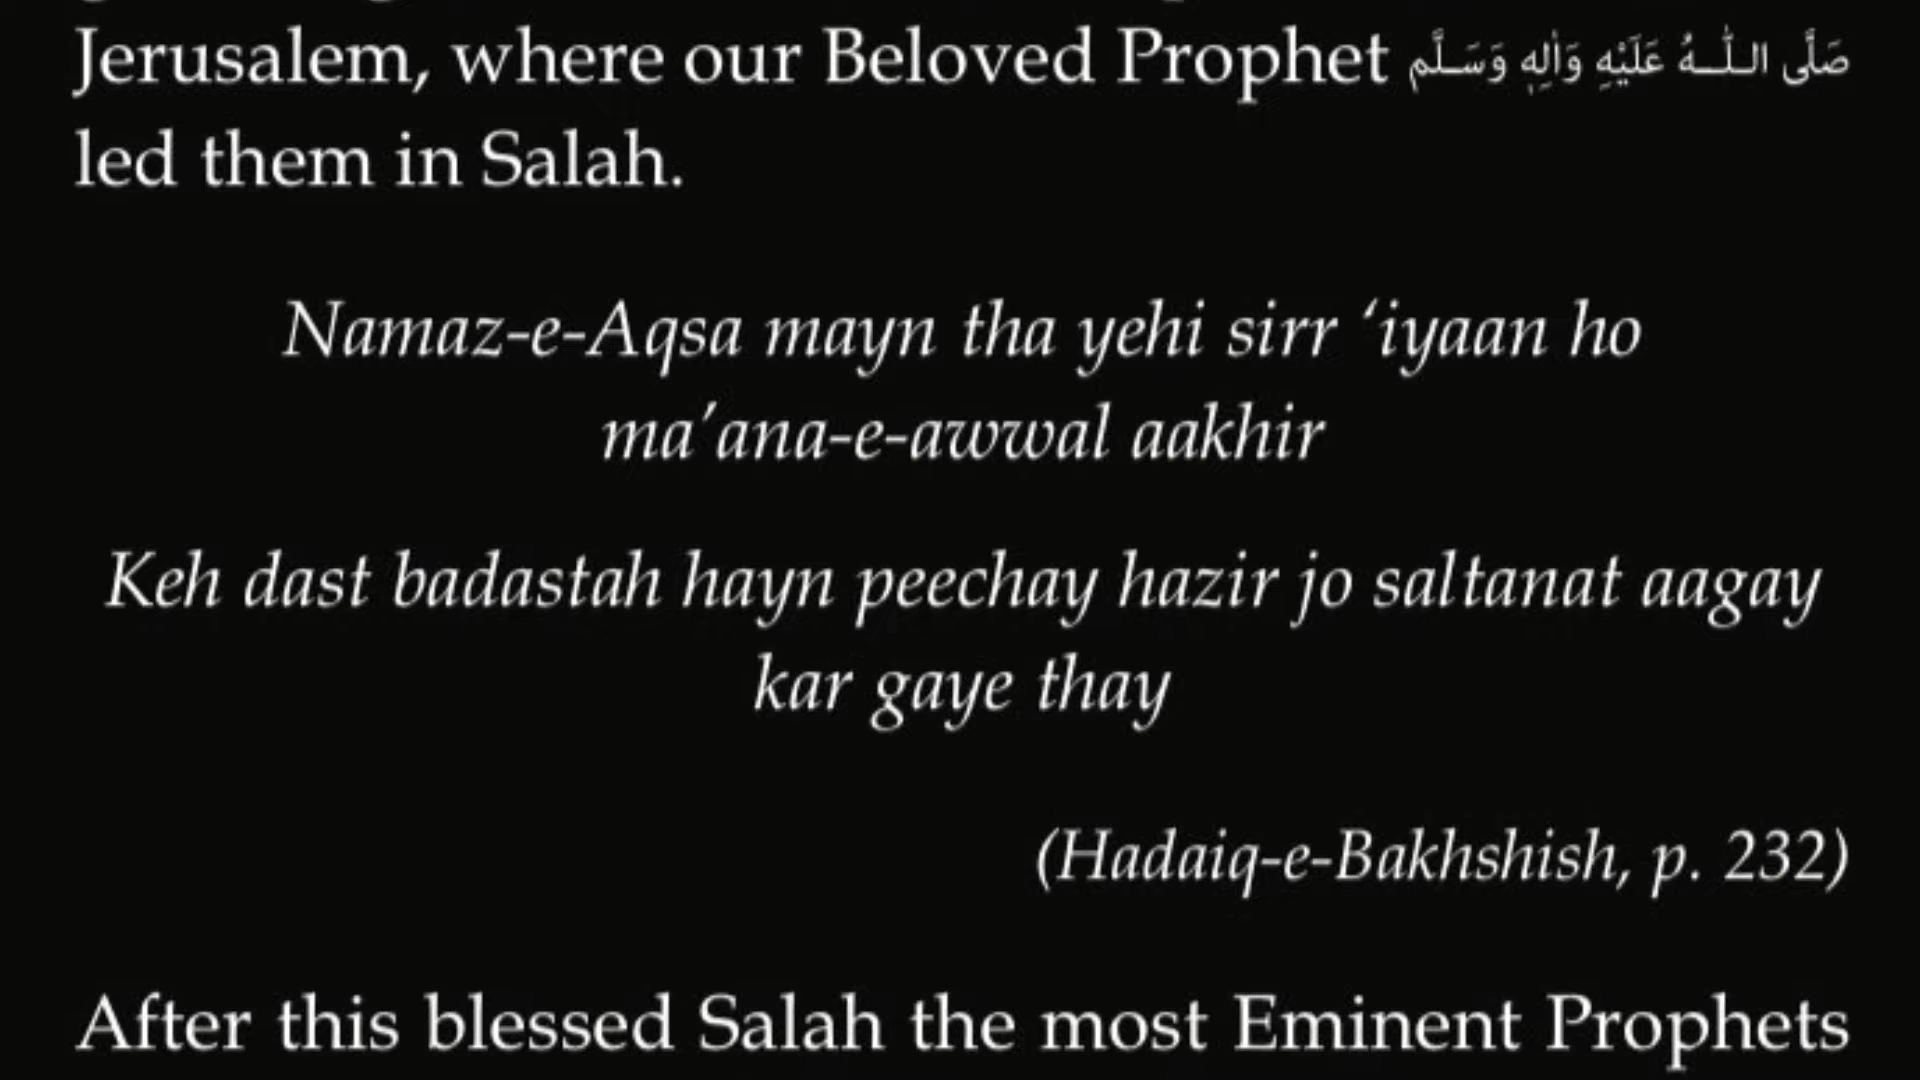 Jerusalem, where our Beloved Prophet صَلَّى اللّٰهُ عَلَيْهِ وَاٰلِهٖ وَسَلَّم
led them in Salah.
Namaz-e-Aqsa mayn tha yehi sirr ‘iyaan ho
ma’ana-e-awwal aakhir
Keh dast badastah hayn peechay hazir jo saltanat aagay
kar gaye thay
(Hadaiq-e-Bakhshish, p. 232)
After this blessed Salah the most Eminent Prophets